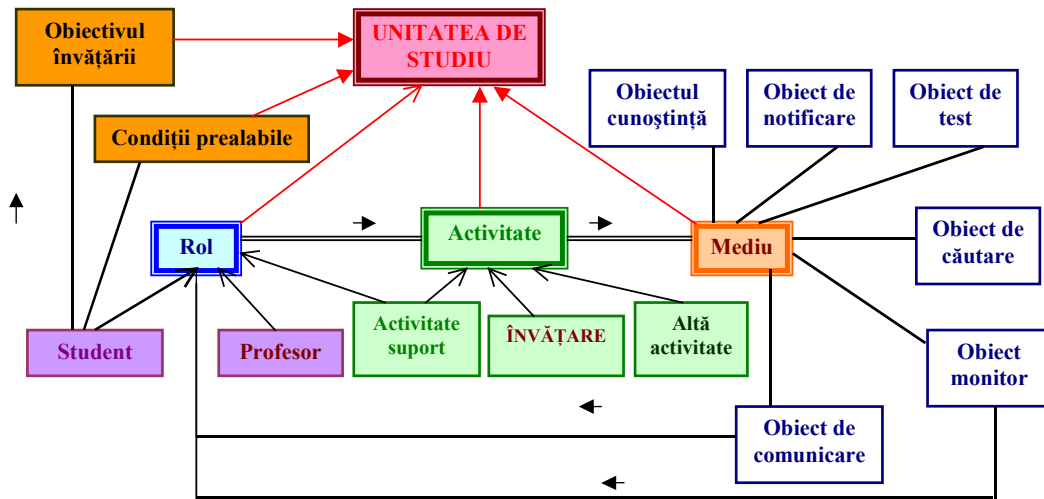 Obiectivul
învățării
UNITATEA DE
STUDIU
Condiții prealabile
Obiectul
cunoştință
Obiect de
notificare
Obiect de
test
Rol
Activitate
Mediu
Obiect de
căutare
Student
Profesor
Activitate
suport
ÎNVĂȚARE
Altă
activitate
Obiect
monitor
Obiect de
comunicare